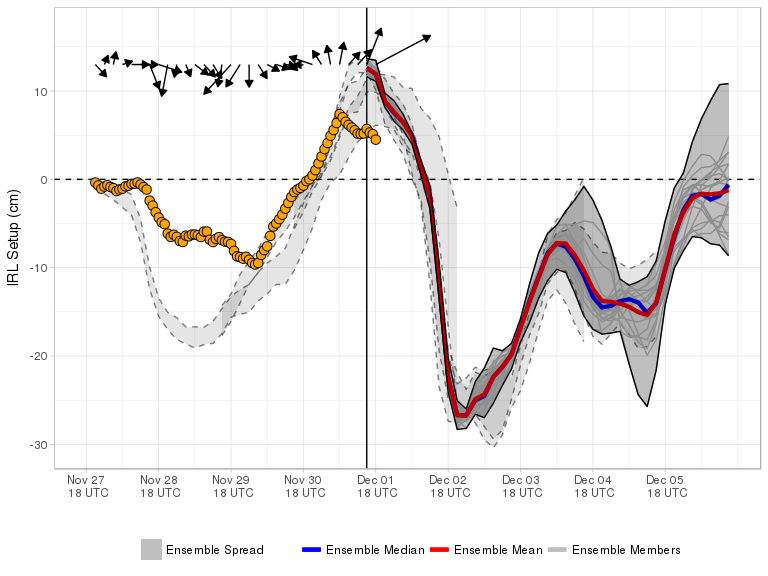 IRL Setup (cm)
10
0
-10
-20
-30
Nov 27 Nov 28 Nov 29 Nov 30 Dec 01 Dec 02 Dec 03 Dec 04 Dec 05
18 UTC 18 UTC 18 UTC 18 UTC 18 UTC 18 UTC 18 UTC 18 UTC 18 UTC
Ensemble Spread Ensemble Median Ensemble Mean Ensemble Members